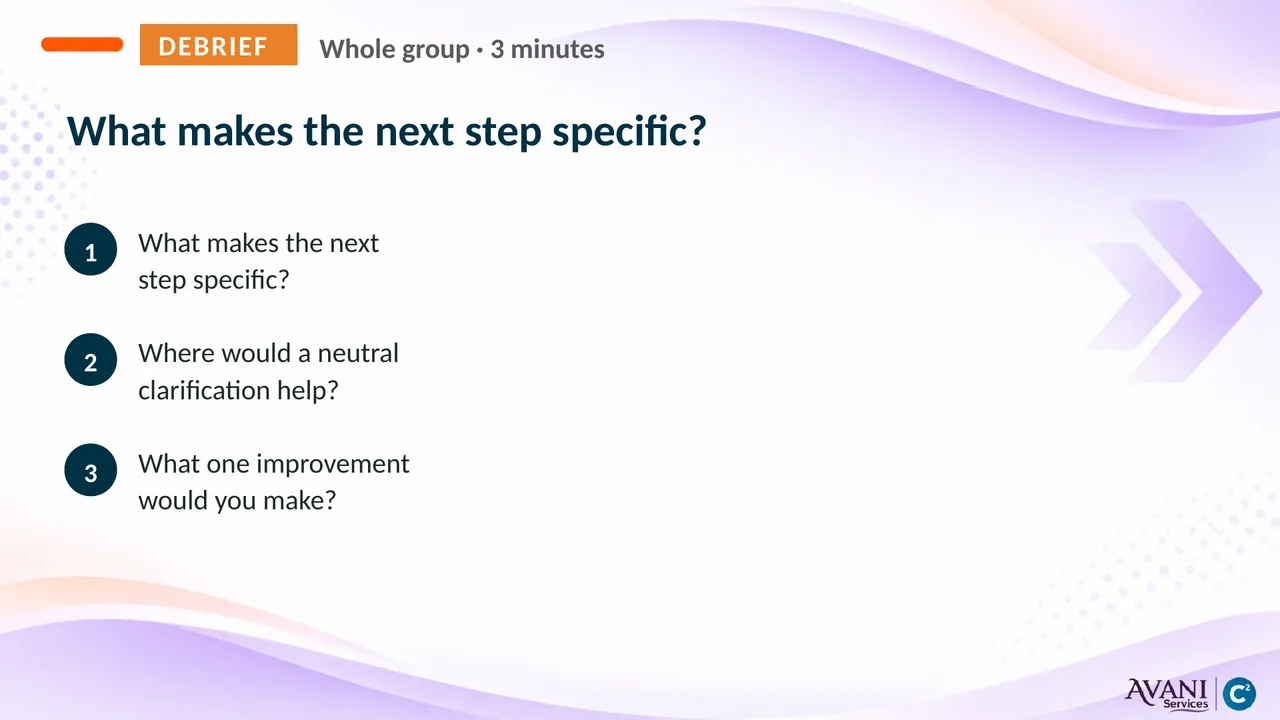 DEBRIEF
Whole group · 3 minutes
What makes the next step specific?
1
What makes the next
step specific?
2
Where would a neutral
clarification help?
3
What one improvement
would you make?
AVANI
Services
C²